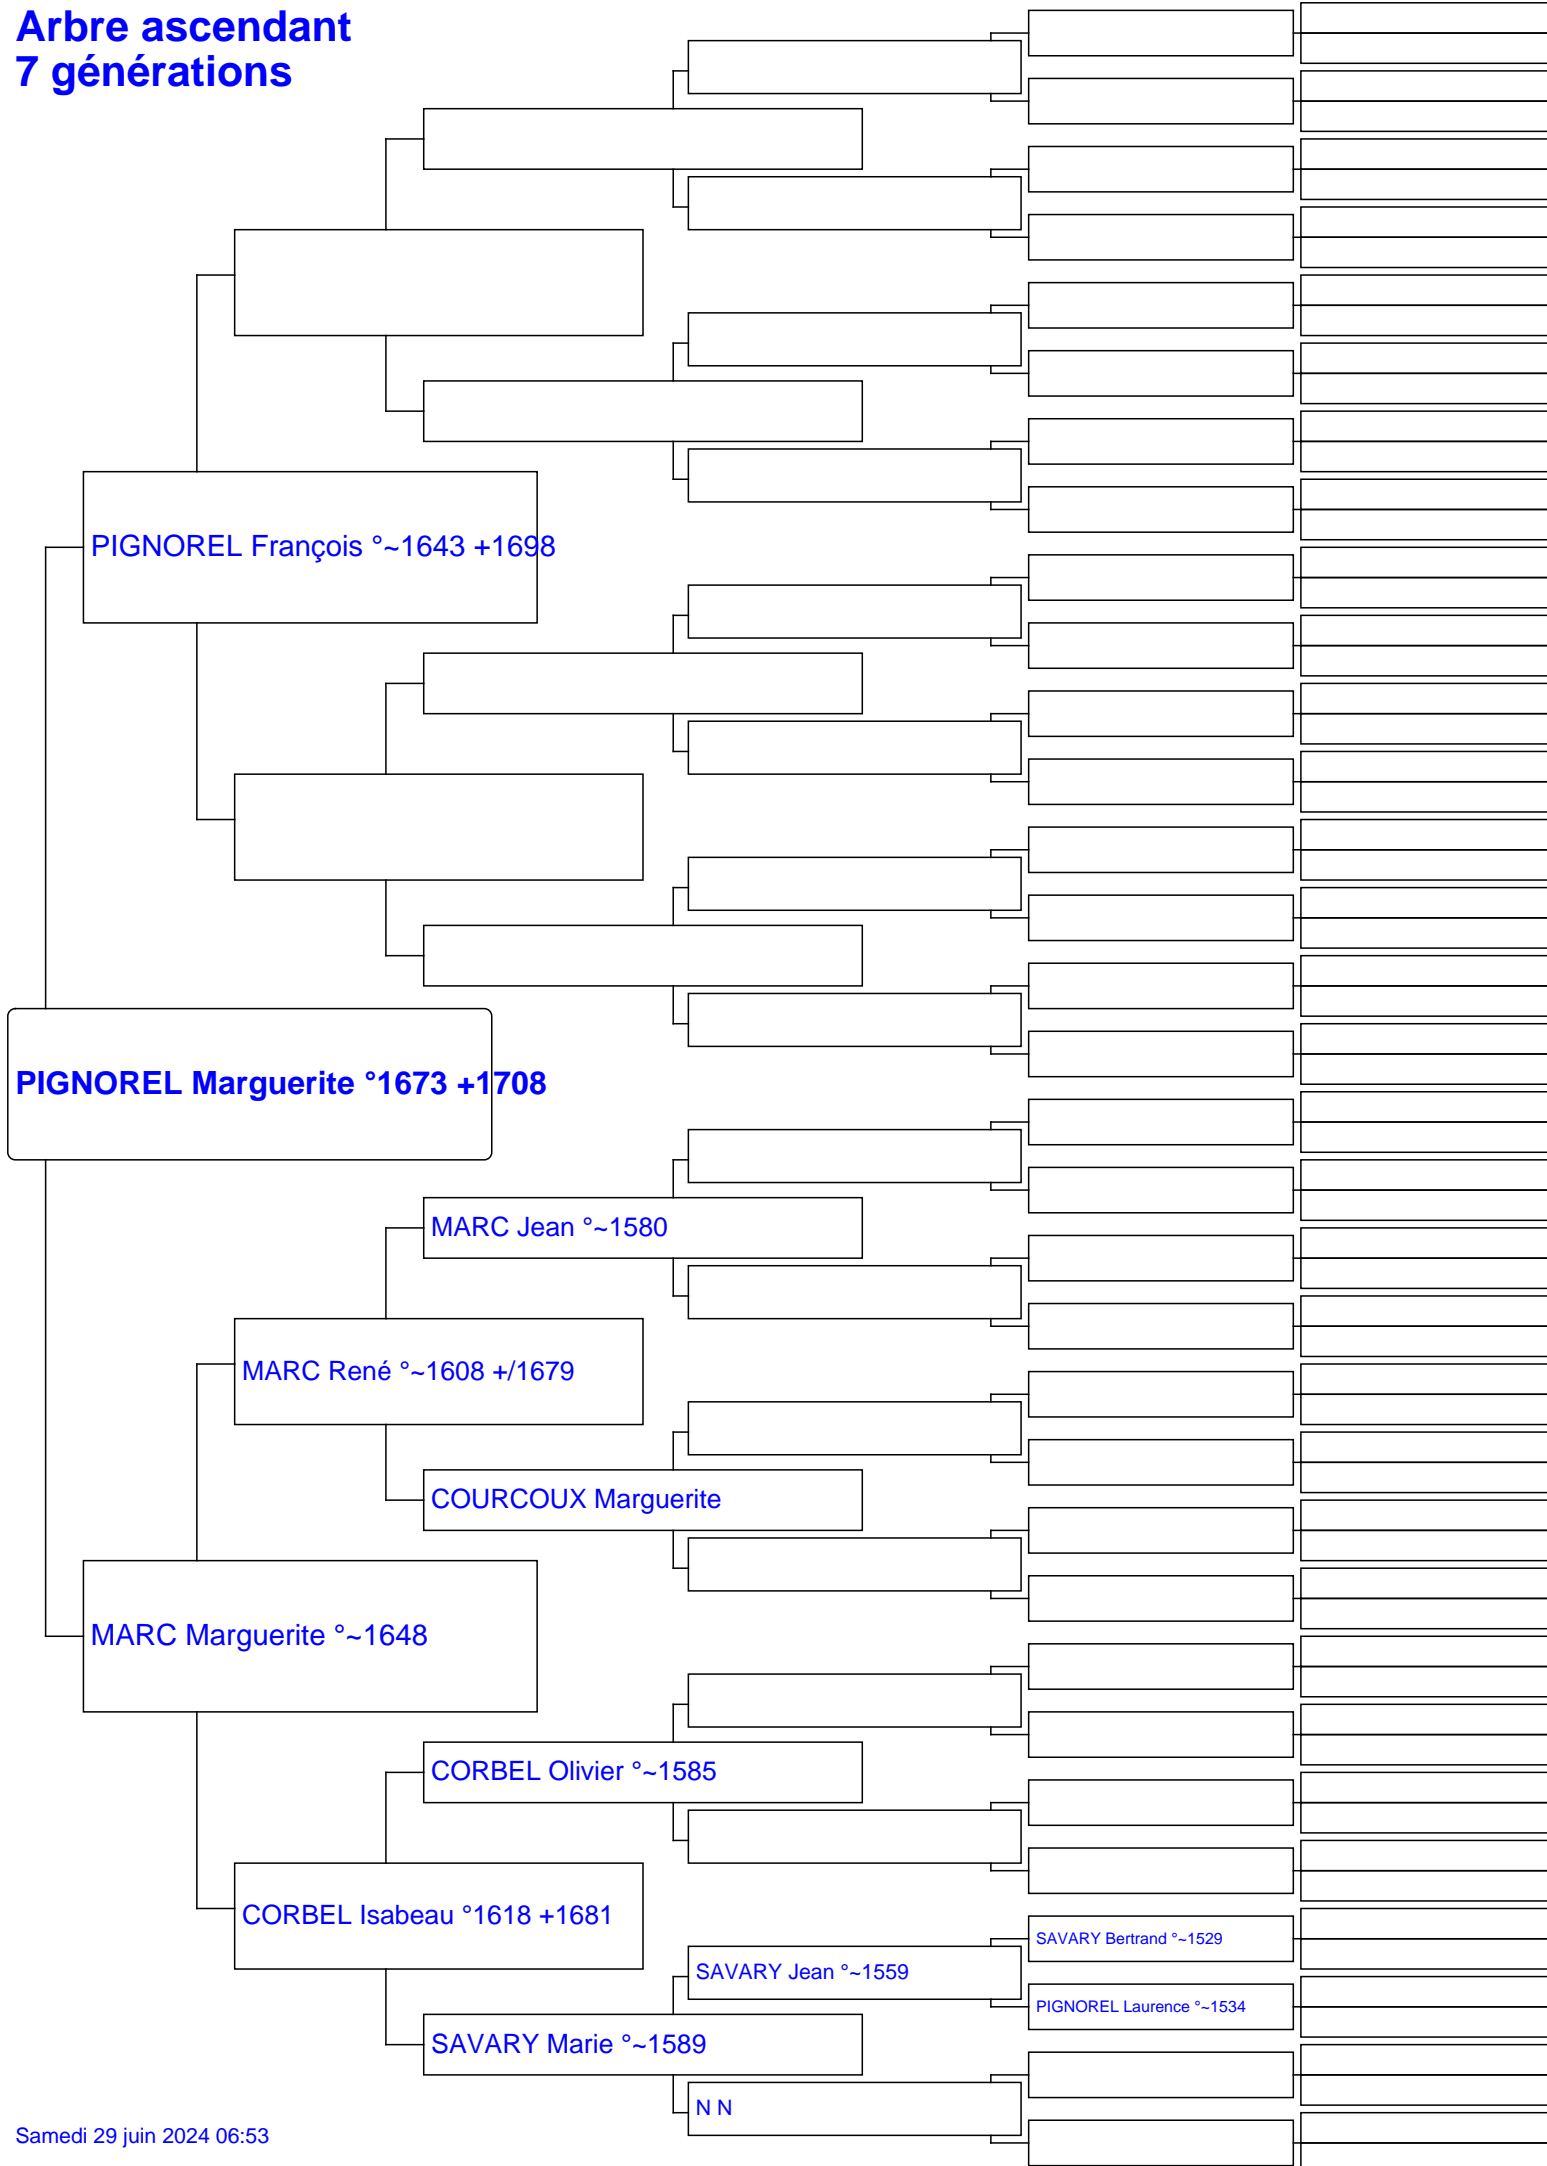 Arbre ascendant
7 générations
PIGNOREL François °~1643 +1698
PIGNOREL Marguerite °1673 +1708
MARC Jean °~1580
MARC René °~1608 +/1679
COURCOUX Marguerite
MARC Marguerite °~1648
CORBEL Olivier °~1585
CORBEL Isabeau °1618 +1681
SAVARY Bertrand °~1529
SAVARY Jean °~1559
PIGNOREL Laurence °~1534
SAVARY Marie °~1589
N N
Samedi 29 juin 2024 06:53